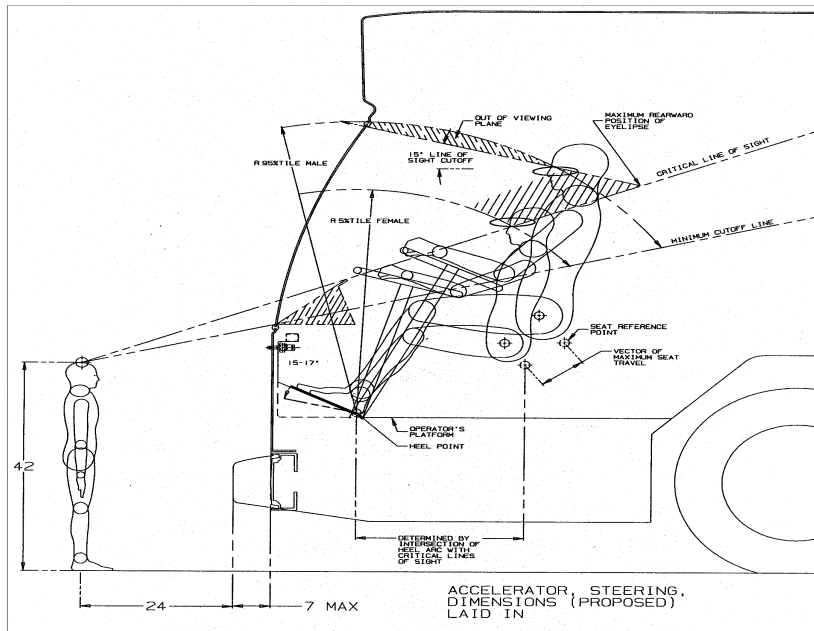 OUT OF VIEWING
PLANE
MAXIMUM REARWARD
POSITION OF
EYELIPSE
15° LINE OF
SIGHT CUTOFF
CRITICAL LINE OF SIGHT
R 95%TILE MALE
R 5%TILE FEMALE
MINIMUM CUTOFF LINE
SEAT REFERENCE
POINT
15-17°
VECTOR OF
MAXIMUM SEAT
TRAVEL
OPERATOR'S
PLATFORM
HEEL POINT
42
DETERMINED BY
INTERSECTION OF
HEEL ARC WITH
CRITICAL LINES
OF SIGHT
24
7 MAX
ACCELERATOR, STEERING,
DIMENSIONS (PROPOSED)
LAID IN